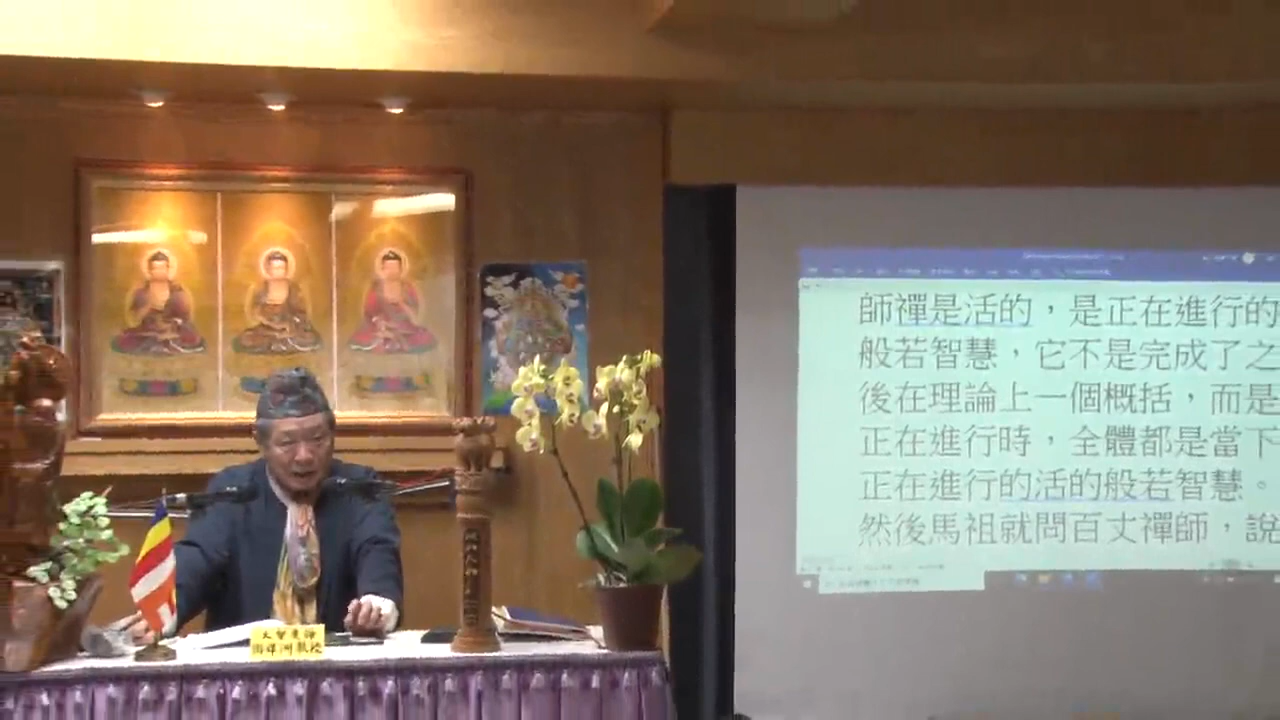 師禪是活的，是正在進行的
般若智慧，它不是完成了之
後在理論上一個概括，而是
正在進行時，全體都是當下
正在進行的活的般若智慧。
然後馬祖就問百丈禪師，說